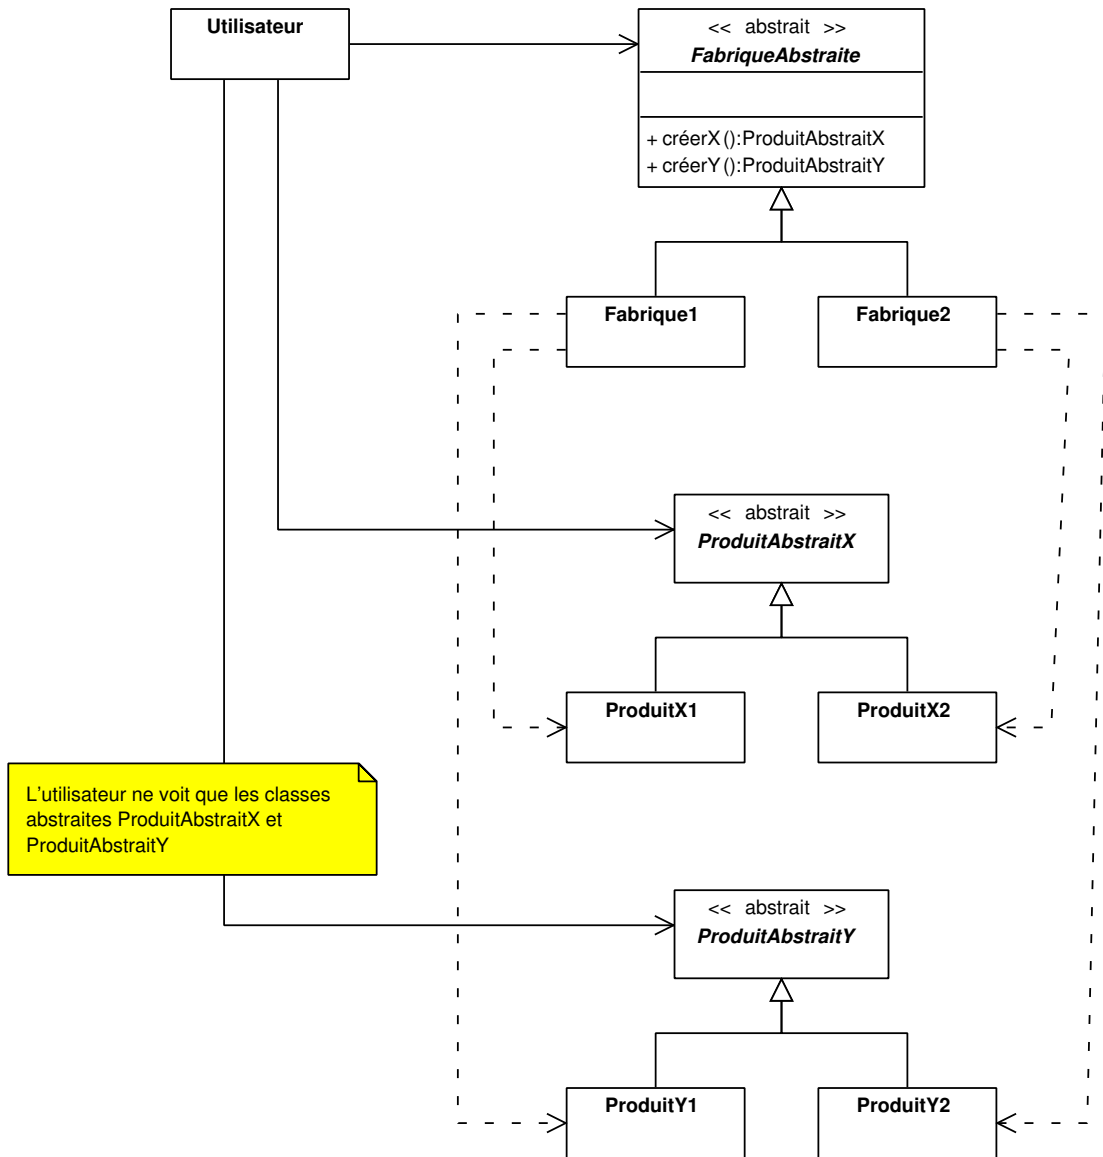 Utilisateur
<< abstrait >>
FabriqueAbstraite
+ créerX ():ProduitAbstraitX
+ créerY ():ProduitAbstraitY
Fabrique1
Fabrique2
<< abstrait >>
ProduitAbstraitX
ProduitX1
ProduitX2
L'utilisateur ne voit que les classes
abstraites ProduitAbstraitX et
ProduitAbstraitY
<< abstrait >>
ProduitAbstraitY
ProduitY1
ProduitY2